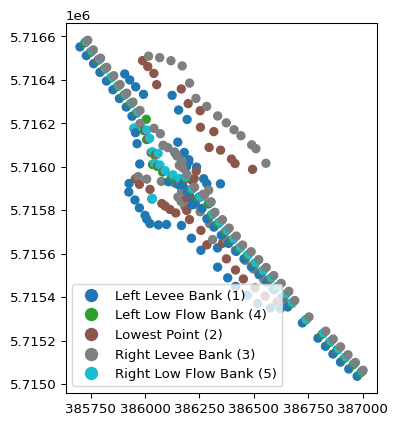 1e6
5.7166
5.7164
5.7162
5.7160
5.7158
5.7156
5.7154
5.7152
5.7150
Left Levee Bank (1)
Left Low Flow Bank (4)
Lowest Point (2)
Right Levee Bank (3)
Right Low Flow Bank (5)
385750 386000 386250 386500 386750 387000